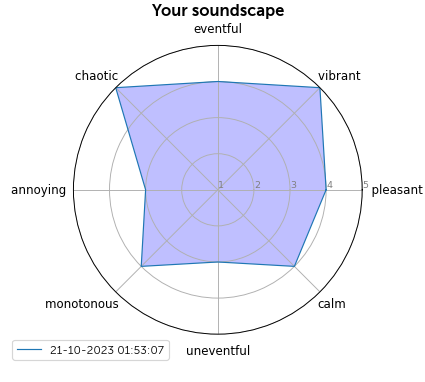 Your soundscape
eventful
chaotic
vibrant
annoying
1
2
3
4
5
pleasant
monotonous
calm
uneventful
21-10-2023 01:53:07